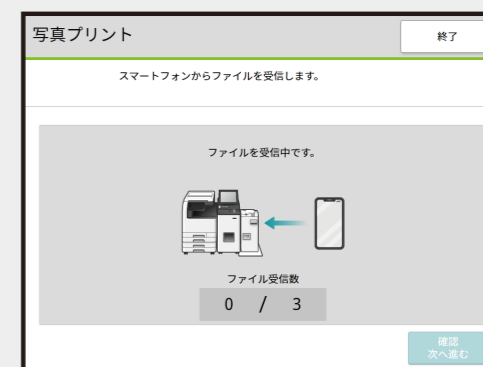 写真プリント
終了
スマートフォンからファイルを受信します。
ファイルを受信中です。
ファイル受信数
0 / 3
確認
次へ進む